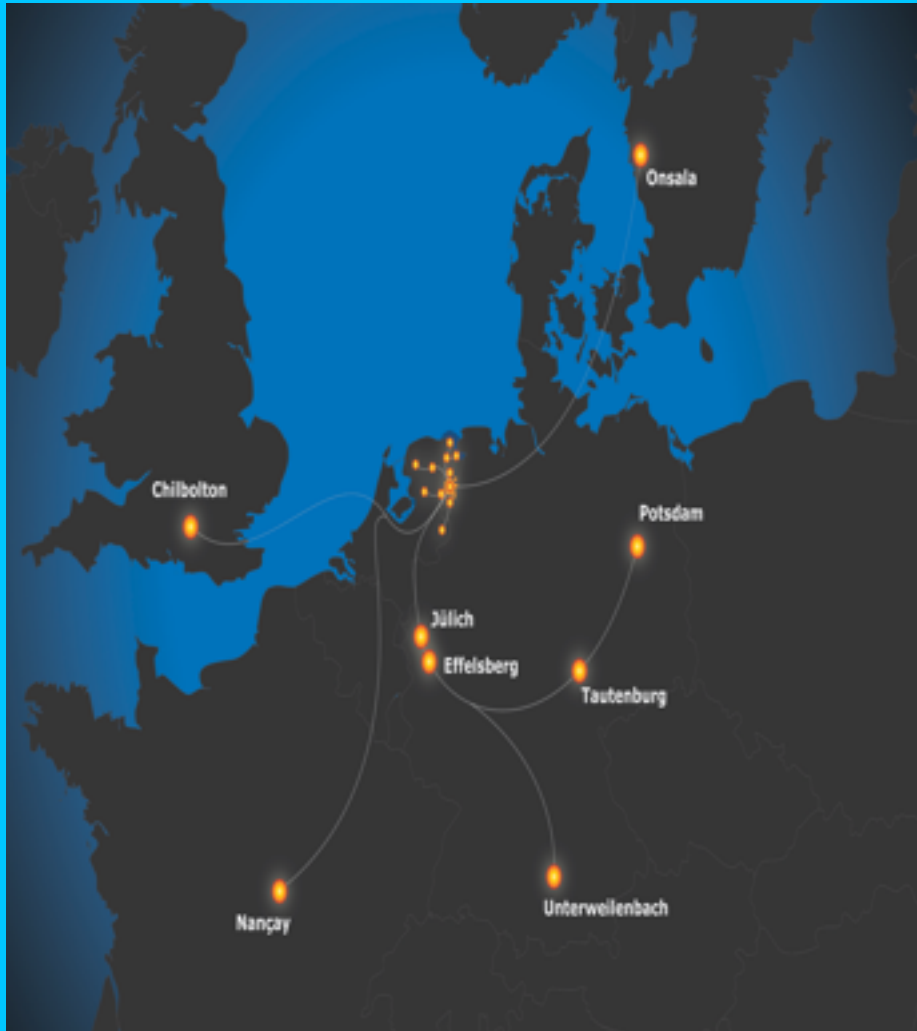 Onsala
Chilbolton
Potsdam
Jülich
Effelsberg
Tautenburg
Unterweilenbach
Nançay